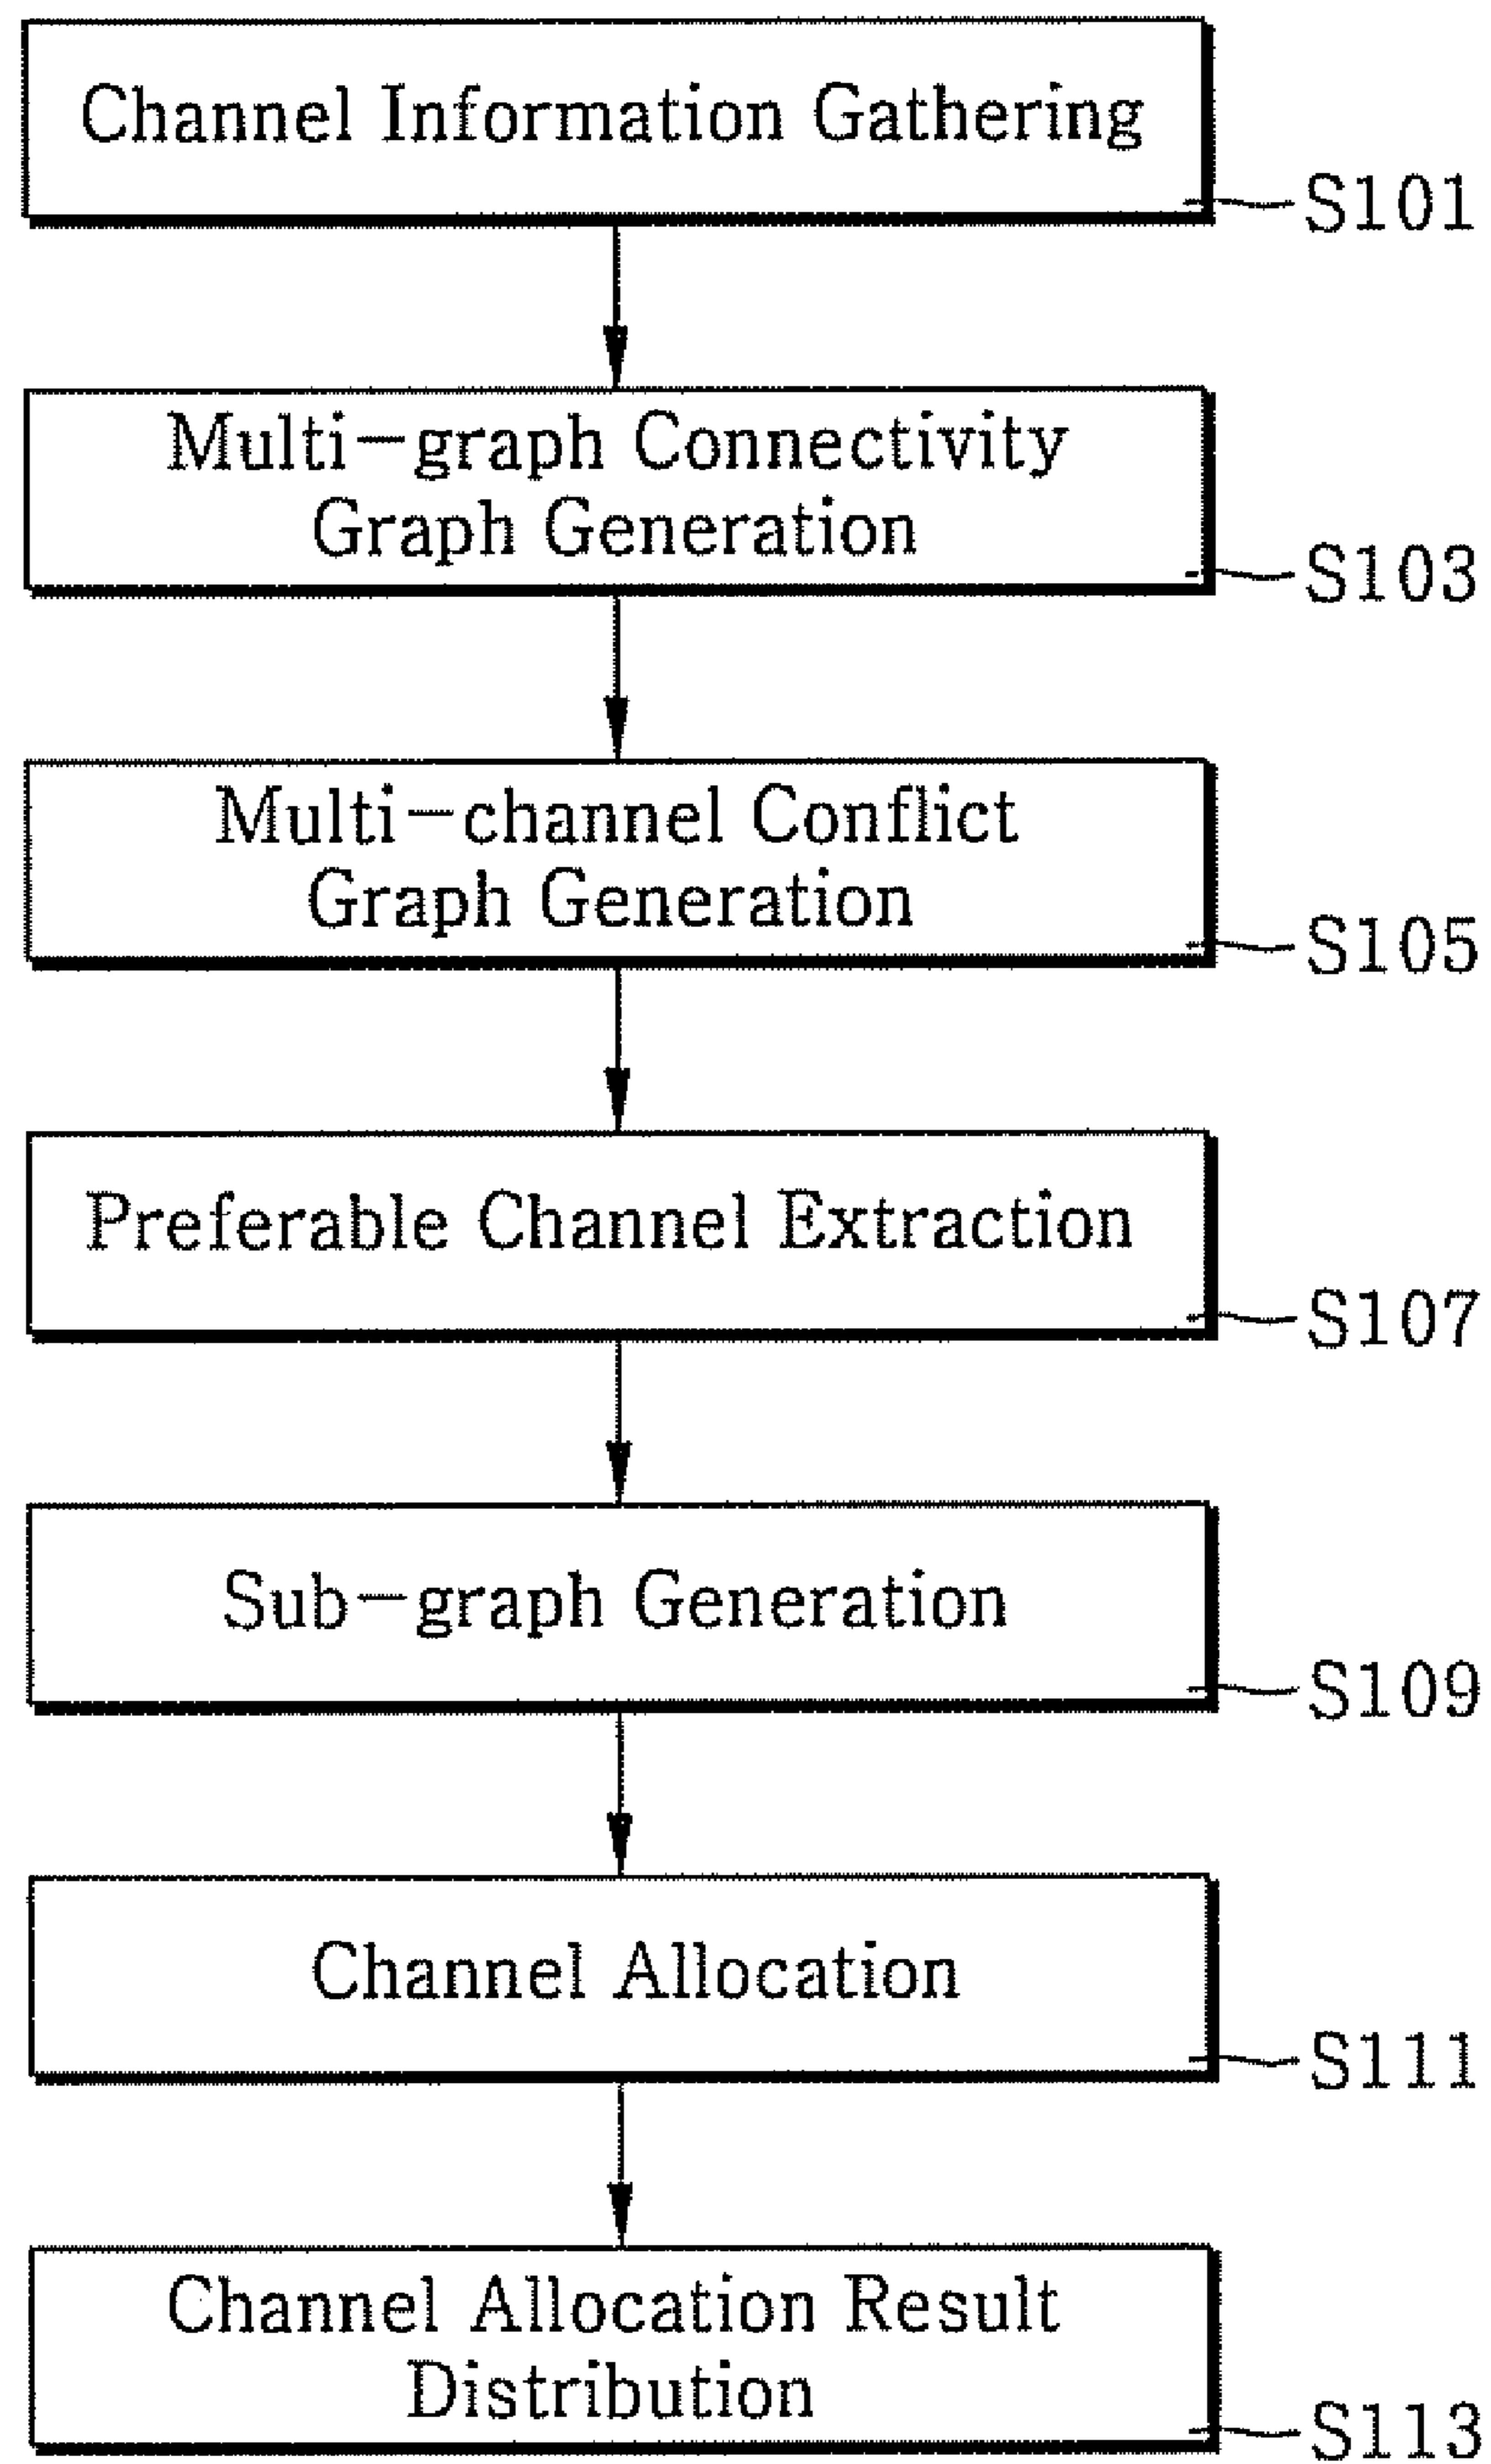 Channel Information Gathering
S101
Multi-graph Connectivity
Graph Generation
S103
Multi-channel Conflict
Graph Generation
S105
Preferable Channel Extraction
S107
Sub-graph Generation
S109
Channel Allocation
S111
Channel Allocation Result
Distribution
S113